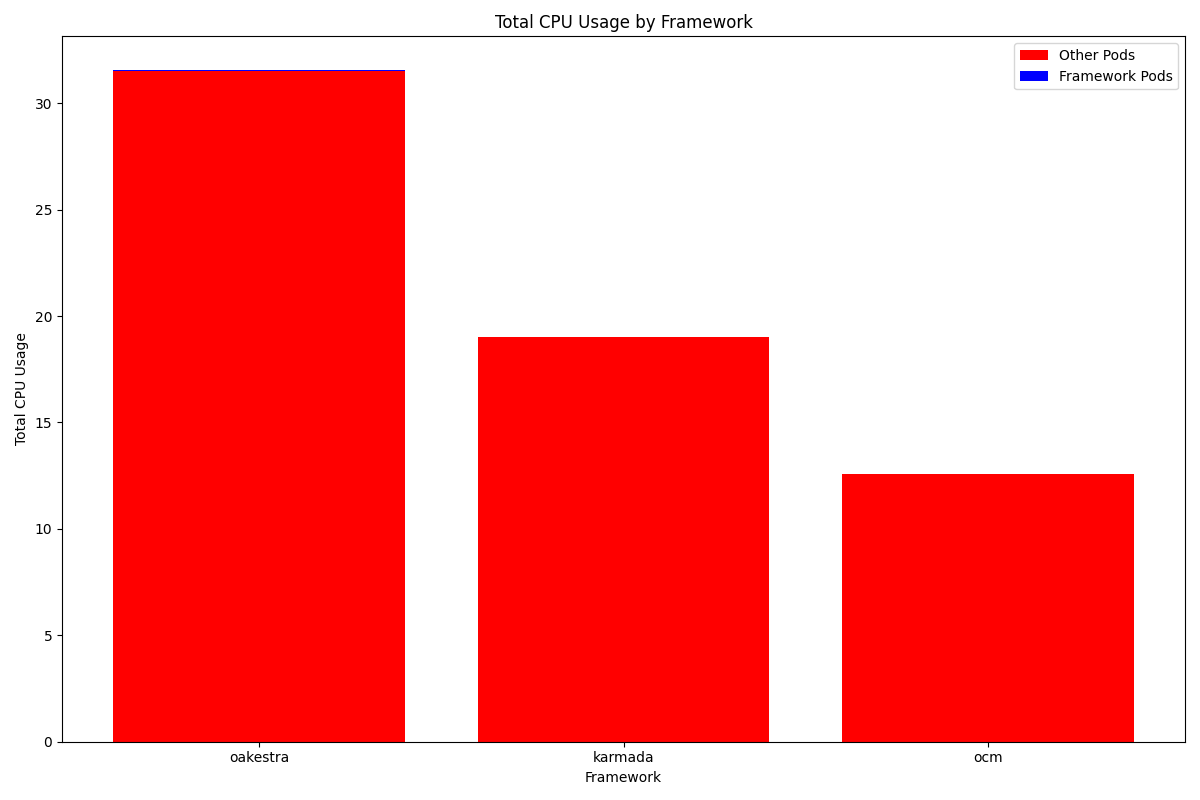 Total CPU Usage by Framework
Other Pods
Framework Pods
Total CPU Usage
30
25
20
15
10
5
0
oakestra karmada ocm
Framework